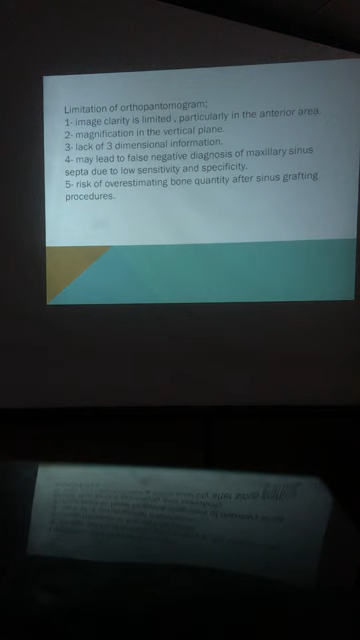 Limitation of orthopantomogram;
1- image clarity is limited , particularly in the anterior area.
2- magnification in the vertical plane.
3- lack of 3 dimensional information.
4- may lead to false negative diagnosis of maxillary sinus
septa due to low sensitivity and specificity.
5- risk of overestimating bone quantity after sinus grafting
procedures.